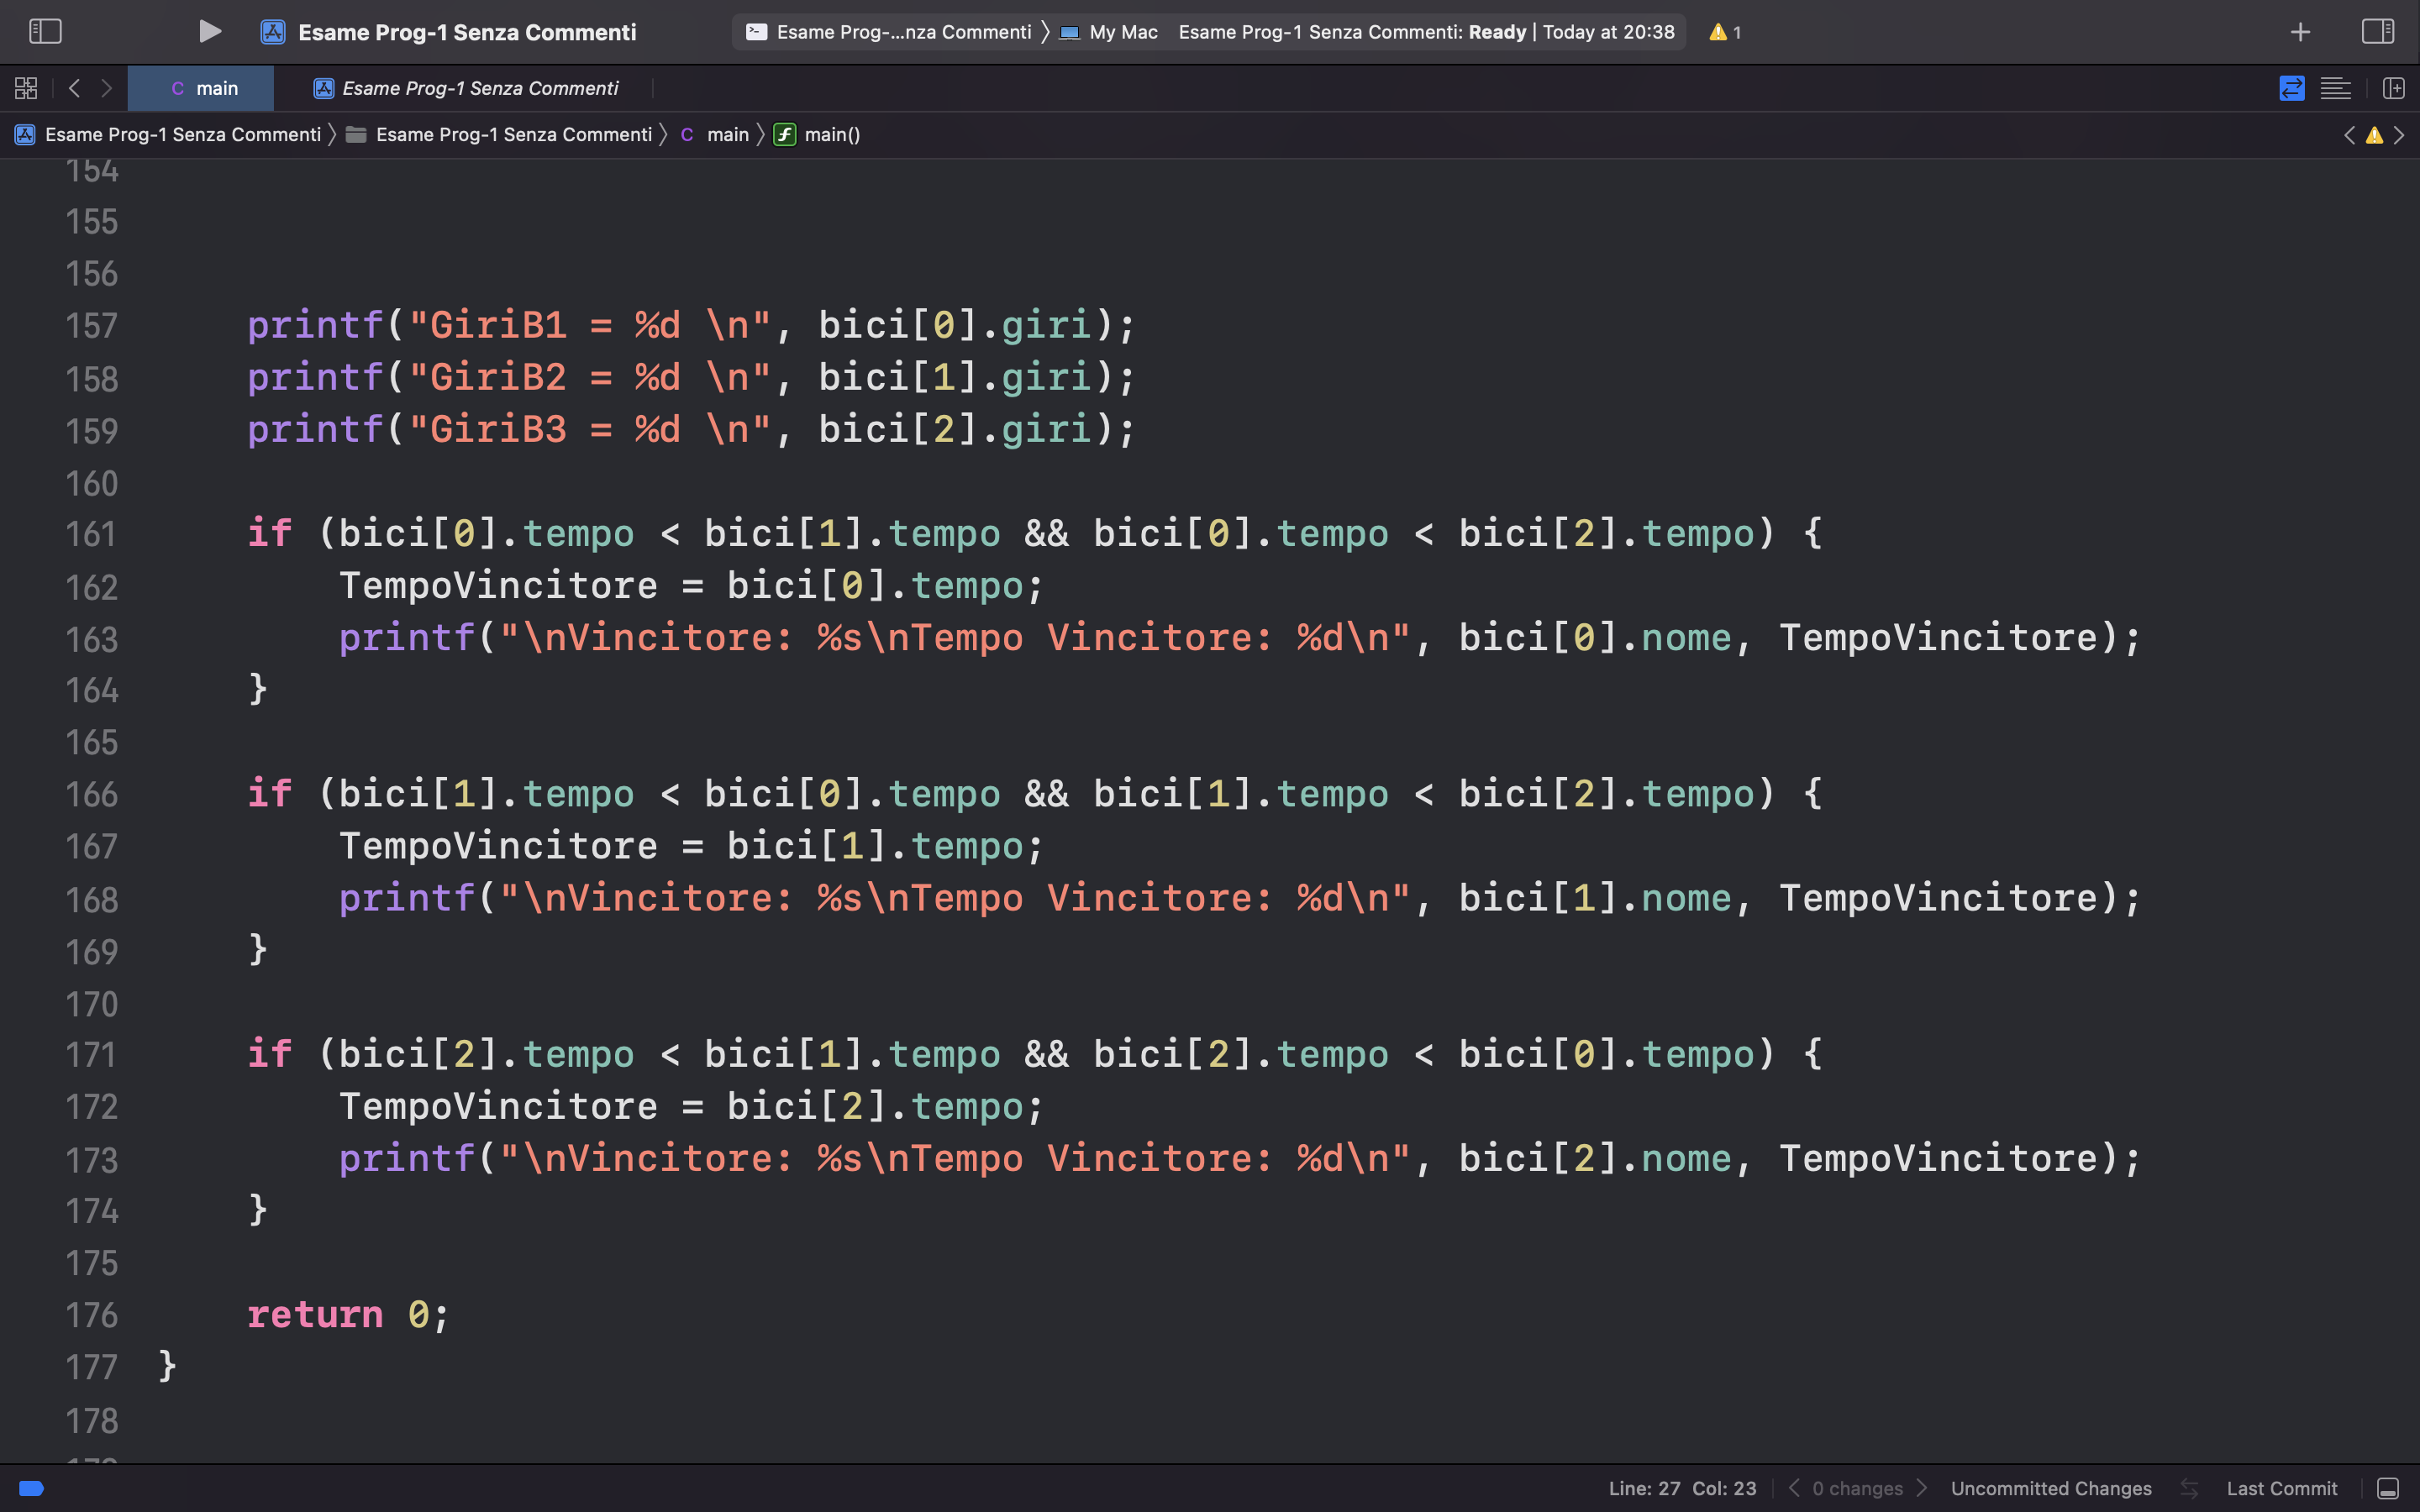 Esame Prog-1 Senza Commenti
Esame Prog-...nza Commenti 〉 My Mac Esame Prog-1 Senza Commenti: Ready | Today at 20:38 1
C main Esame Prog-1 Senza Commenti
Esame Prog-1 Senza Commenti 〉 Esame Prog-1 Senza Commenti 〉 C main 〉 f main()
154
155
156
157 printf("GiriB1 = %d \n", bici[0].giri);
158 printf("GiriB2 = %d \n", bici[1].giri);
159 printf("GiriB3 = %d \n", bici[2].giri);
160
161 if (bici[0].tempo < bici[1].tempo && bici[0].tempo < bici[2].tempo) {
162 TempoVincitore = bici[0].tempo;
163 printf("\nVincitore: %s\nTempo Vincitore: %d\n", bici[0].nome, TempoVincitore);
164 }
165
166 if (bici[1].tempo < bici[0].tempo && bici[1].tempo < bici[2].tempo) {
167 TempoVincitore = bici[1].tempo;
168 printf("\nVincitore: %s\nTempo Vincitore: %d\n", bici[1].nome, TempoVincitore);
169 }
170
171 if (bici[2].tempo < bici[1].tempo && bici[2].tempo < bici[0].tempo) {
172 TempoVincitore = bici[2].tempo;
173 printf("\nVincitore: %s\nTempo Vincitore: %d\n", bici[2].nome, TempoVincitore);
174 }
175
176 return 0;
177 }
178
Line: 27 Col: 23 0 changes Uncommitted Changes Last Commit